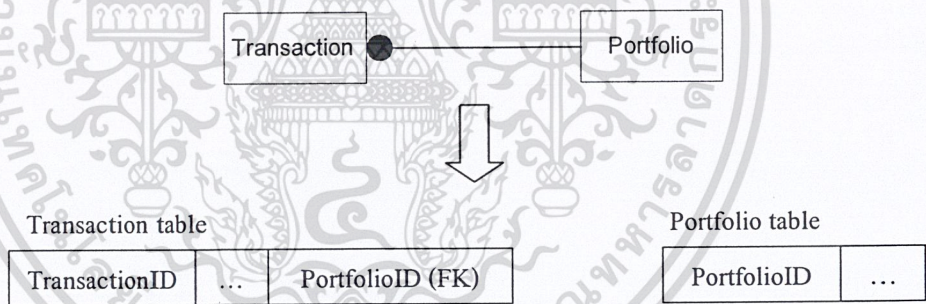 Transaction
Portfolio
Transaction table
Portfolio table
TransactionID … PortfolioID (FK)
PortfolioID …